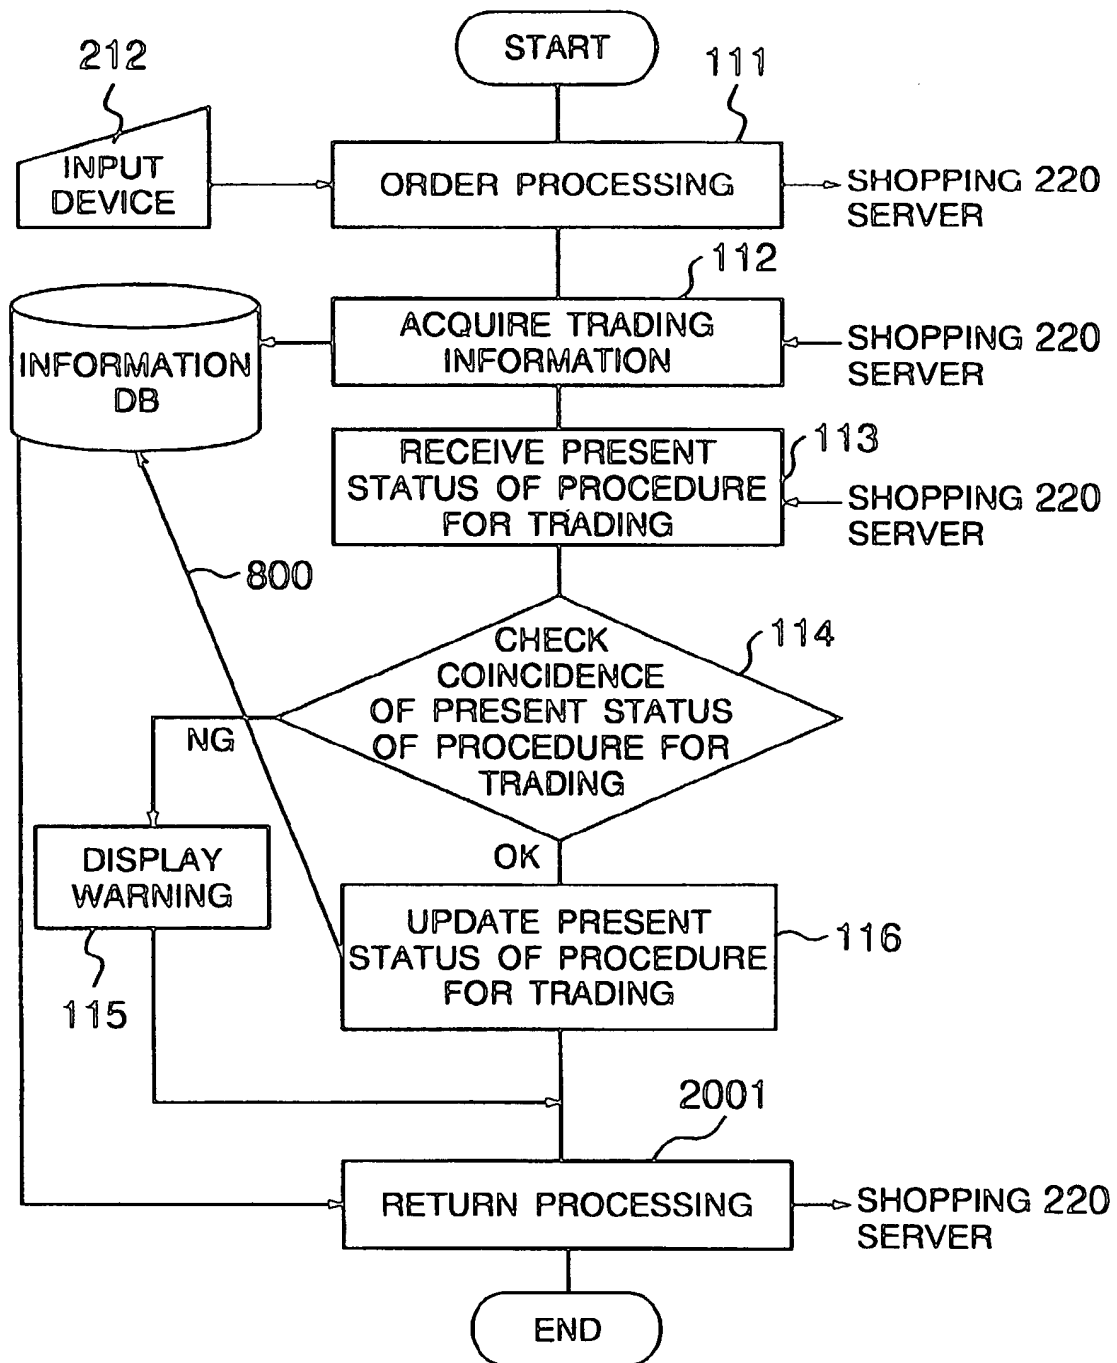 START
212
111
INPUT
DEVICE
ORDER PROCESSING
SHOPPING 220
SERVER
112
ACQUIRE TRADING
INFORMATION
SHOPPING 220
SERVER
INFORMATION
DB
113
RECEIVE PRESENT
STATUS OF PROCEDURE
FOR TRADING
SHOPPING 220
SERVER
800
114
CHECK
COINCIDENCE
OF PRESENT STATUS
OF PROCEDURE FOR
TRADING
NG
OK
DISPLAY
WARNING
115
UPDATE PRESENT
STATUS OF PROCEDURE
FOR TRADING
116
2001
RETURN PROCESSING
SHOPPING 220
SERVER
END